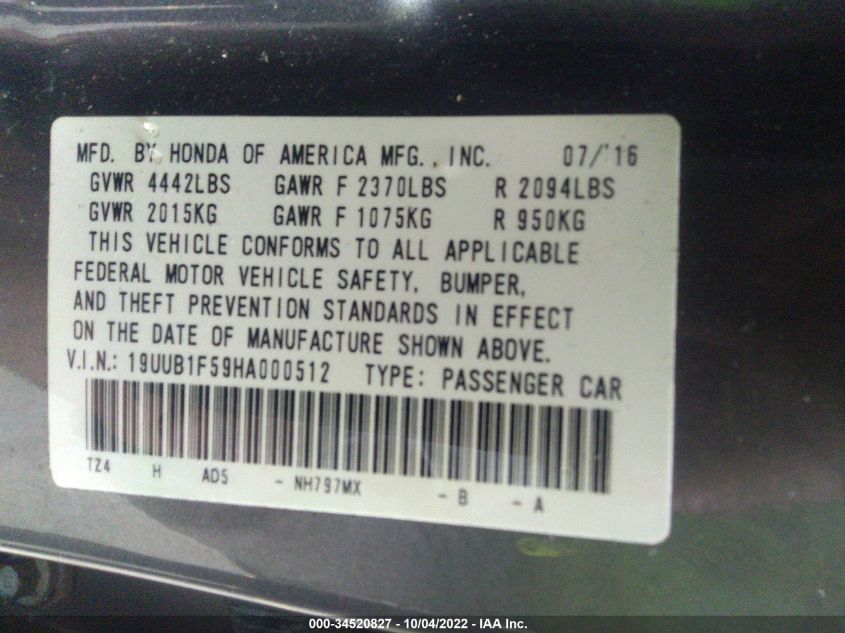 MFD. BY HONDA OF AMERICA MFG., INC. 07/'16
GVWR 4442LBS GAWR F 2370LBS R 2094LBS
GVWR 2015KG GAWR F 1075KG R 950KG
THIS VEHICLE CONFORMS TO ALL APPLICABLE
FEDERAL MOTOR VEHICLE SAFETY, BUMPER,
AND THEFT PREVENTION STANDARDS IN EFFECT
ON THE DATE OF MANUFACTURE SHOWN ABOVE.
V.I.N.: 19UUB1F59HA000512 TYPE: PASSENGER CAR
TZ4 H AD5 - NH797MX - B - A
000-34520827 - 10/04/2022 - IAA Inc.